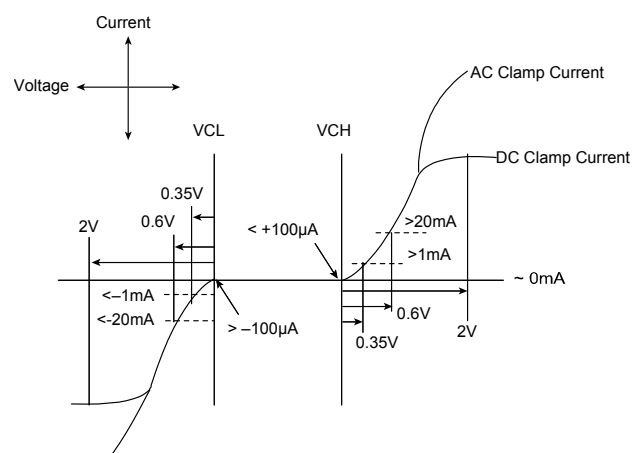 Current
Voltage
AC Clamp Current
VCL
VCH
DC Clamp Current
0.35V
0.6V
2V
< +100µA
>20mA
>1mA
~ 0mA
<–1mA
<-20mA
> –100µA
0.6V
0.35V
2V